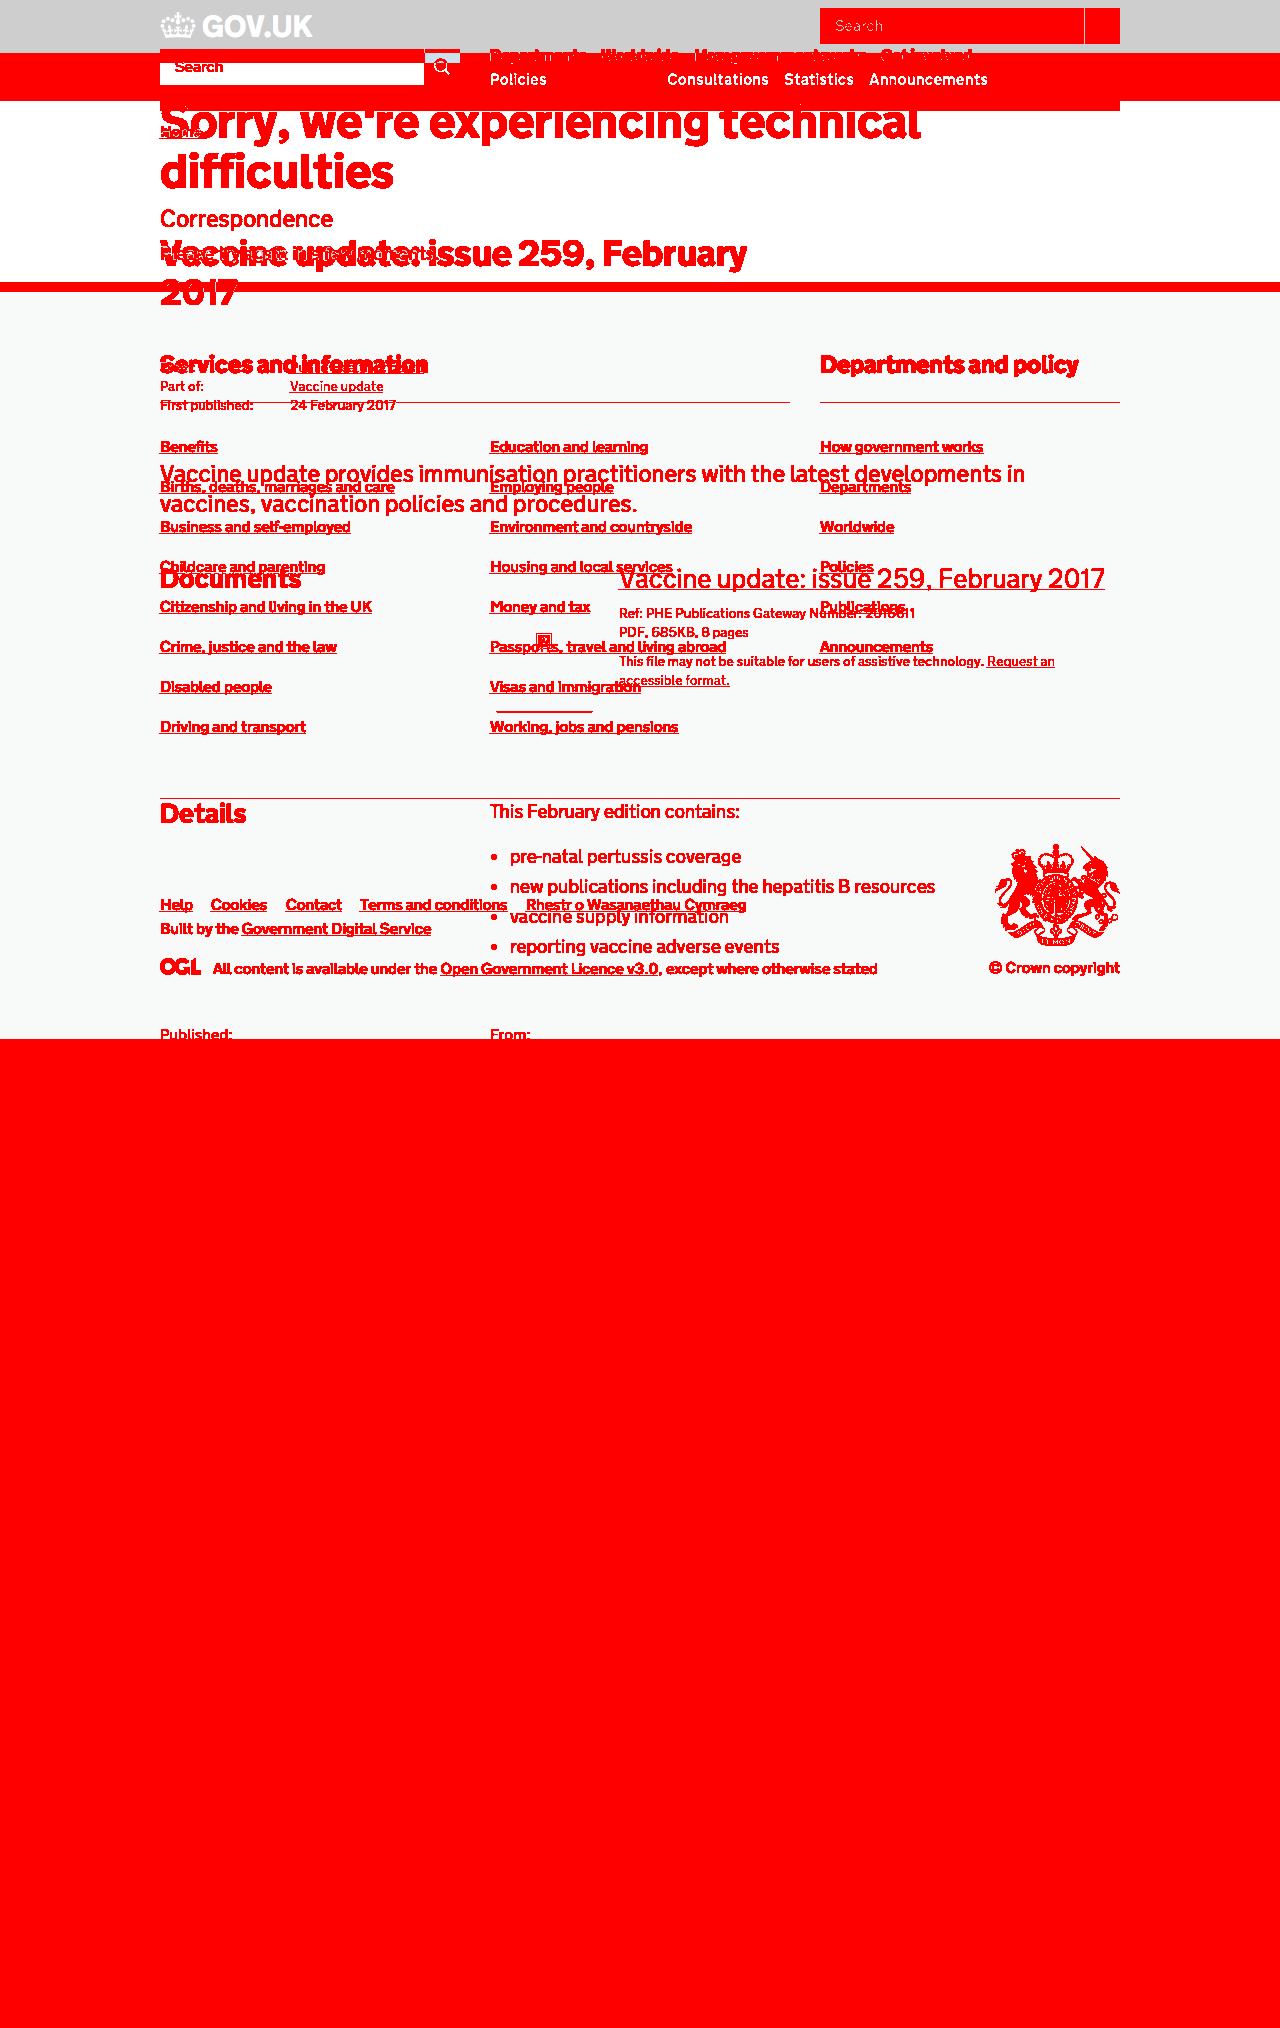 GOV.UK
Search
Search
Departments Worldwide How government works Get involved
Policies Consultations Statistics Announcements
Sorry, we're experiencing technical
Home
difficulties
Correspondence
Vaccine update: issue 259, February
2017
Services and information
Departments and policy
Part of: Vaccine update
First published: 24 February 2017
Benefits
Education and learning
How government works
Vaccine update provides immunisation practitioners with the latest developments in
Births, deaths, marriages and care
Employing people
Departments
vaccines, vaccination policies and procedures.
Business and self-employed
Environment and countryside
Worldwide
Childcare and parenting
Housing and local services
Policies
Documents
Vaccine update: issue 259, February 2017
Citizenship and living in the UK
Money and tax
Publications
Ref: PHE Publications Gateway Number: 2016611
PDF, 685KB, 8 pages
Crime, justice and the law
Passports, travel and living abroad
Announcements
This file may not be suitable for users of assistive technology. Request an
accessible format.
Disabled people
Visas and immigration
Driving and transport
Working, jobs and pensions
Details
This February edition contains:
• pre-natal pertussis coverage
• new publications including the hepatitis B resources
Help Cookies Contact Terms and conditions Rhestr o Wasanaethau Cymraeg
• vaccine supply information
Built by the Government Digital Service
• reporting vaccine adverse events
OGL All content is available under the Open Government Licence v3.0, except where otherwise stated
© Crown copyright
Published:
From: